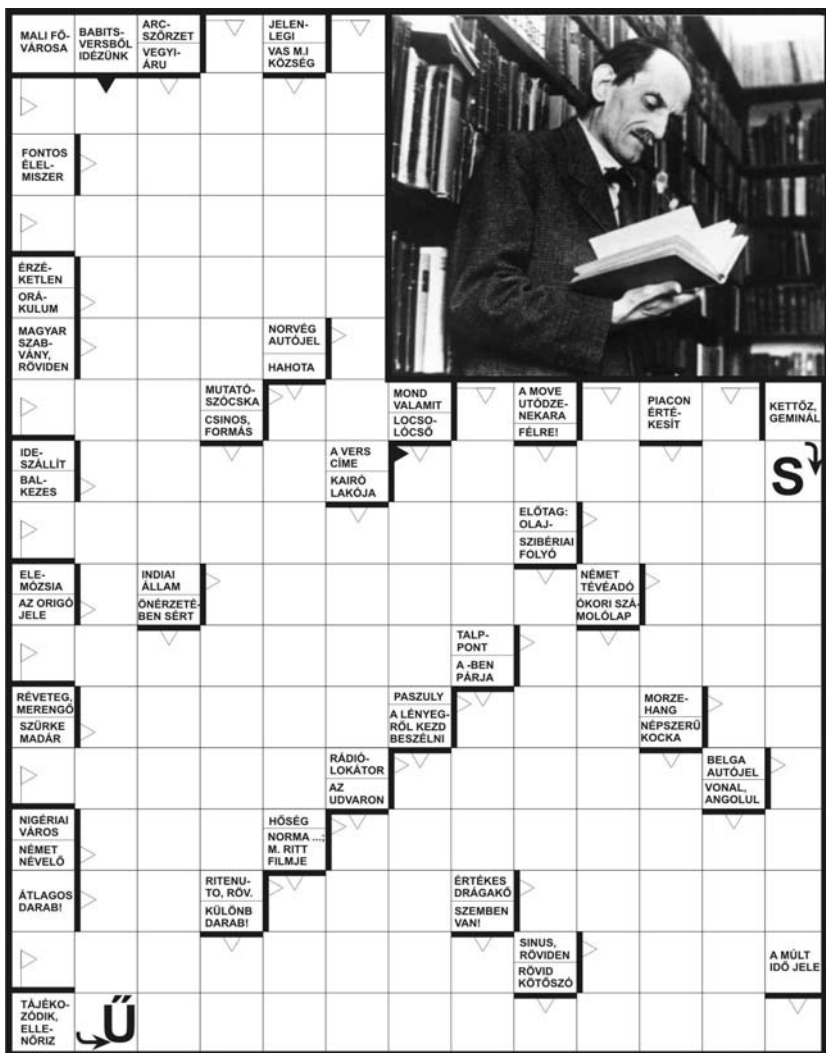 MALI FŐ-
VÁROSA
BABITS-
VERSBŐL
IDÉZÜNK
ARC-
SZŐRZET
VEGYI-
ÁRU
JELEN-
LEGI
VAS M.I
KÖZSÉG
FONTOS
ÉLEL-
MISZER
ÉRZÉ-
KETLEN
ORÁ-
KULUM
MAGYAR
SZAB-
VÁNY,
RÖVIDEN
NORVÉG
AUTÓJEL
HAHOTA
MUTATÓ-
SZÓCSKA
CSINOS,
FORMÁS
MOND
VALAMIT
LOCSO-
LÓCSŐ
A MOVE
UTÓDZE-
NEKARA
FÉLRE!
PIACON
ÉRTÉ-
KESÍT
KETTŐZ,
GEMINÁL
IDE-
SZÁLLÍT
BAL-
KEZES
A VERS
CÍME
KAIRÓ
LAKÓJA
S
ELŐTAG:
OLAJ-
SZIBÉRIAI
FOLYÓ
ELE-
MÓZSIA
AZ ORIGÓ
JELE
INDIAI
ÁLLAM
ÖNÉRZETÉ-
BEN SÉRT
NÉMET
TÉVÉADÓ
ÓKORI SZÁ-
MOLÓLAP
TALP-
PONT
A -BEN
PÁRJA
RÉVETEG,
MERENGŐ
SZÜRKE
MADÁR
PASZULY
A LÉNYEG-
RŐL KEZD
BESZÉLNI
MORZE-
HANG
NÉPSZERŰ
KOCKA
RÁDIÓ-
LOKÁTOR
AZ
UDVARON
BELGA
AUTÓJEL
VONAL,
ANGOLUL
NIGÉRIAI
VÁROS
NÉMET
NÉVELŐ
HŐSÉG
NORMA ...;
M. RITT
FILMJE
ÁTLAGOS
DARAB!
RITENU-
TO, RÖV.
KÜLÖNB
DARAB!
ÉRTÉKES
DRÁGAKŐ
SZEMBEN
VAN!
SINUS,
RÖVIDEN
RÖVID
KÖTŐSZÓ
A MÚLT
IDŐ JELE
TÁJÉKO-
ZÓDIK,
ELLE-
NŐRIZ
Ű